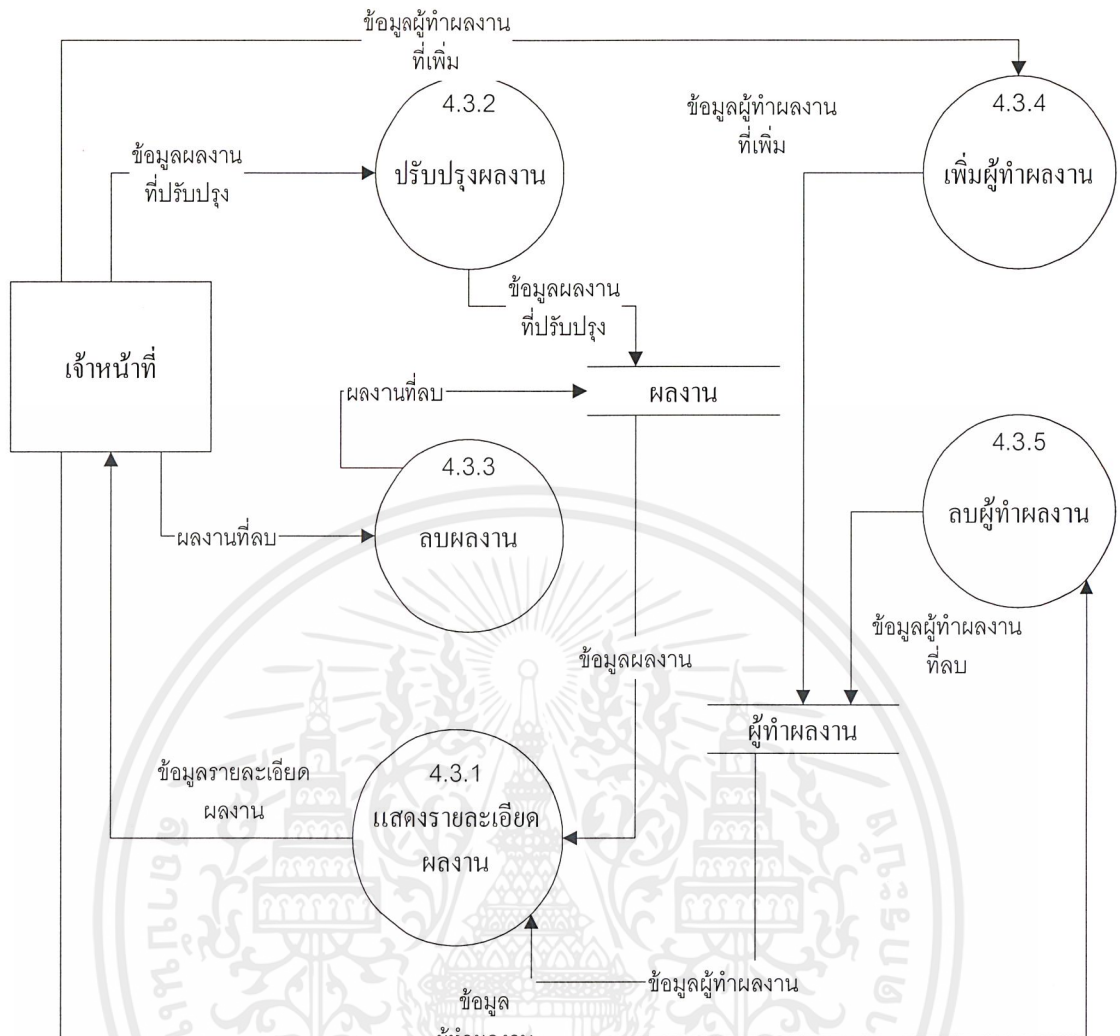 ข้อมูลผู้ทำผลงาน
ที่เพิ่ม
4.3.2
ปรับปรุงผลงาน
ข้อมูลผู้ทำผลงาน
ที่เพิ่ม
4.3.4
เพิ่มผู้ทำผลงาน
ข้อมูลผลงาน
ที่ปรับปรุง
ข้อมูลผลงาน
ที่ปรับปรุง
เจ้าหน้าที่
ผลงานที่ลบ
ผลงาน
4.3.3
ลบผลงาน
4.3.5
ลบผู้ทำผลงาน
ผลงานที่ลบ
ข้อมูลผู้ทำผลงาน
ที่ลบ
ข้อมูลผลงาน
ผู้ทำผลงาน
ข้อมูลรายละเอียด
ผลงาน
4.3.1
แสดงรายละเอียด
ผลงาน
ข้อมูลผู้ทำผลงาน
ข้อมูล